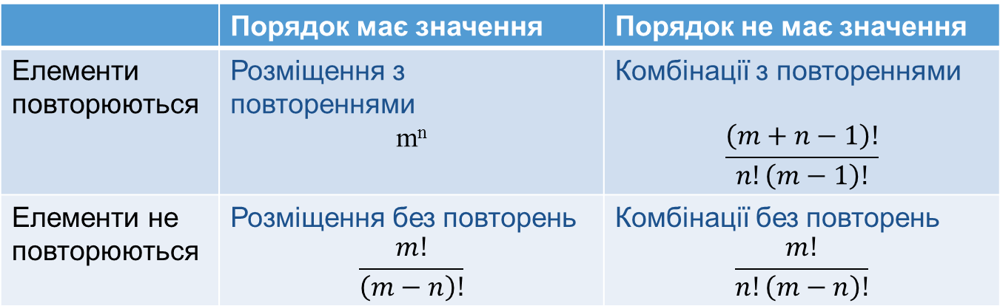 Порядок має значення
Порядок не має значення
Елементи
повторюються
Розміщення з
повтореннями
mⁿ
Комбінації з повтореннями
(m + n − 1)!
n! (m − 1)!
Елементи не
повторюються
Розміщення без повторень
m!
(m − n)!
Комбінації без повторень
m!
n! (m − n)!